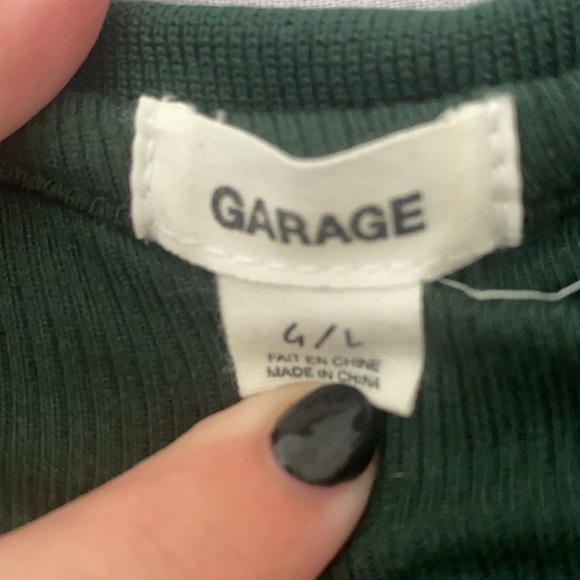 GARAGE
G/L
FAIT EN CHINE
MADE IN CHINA